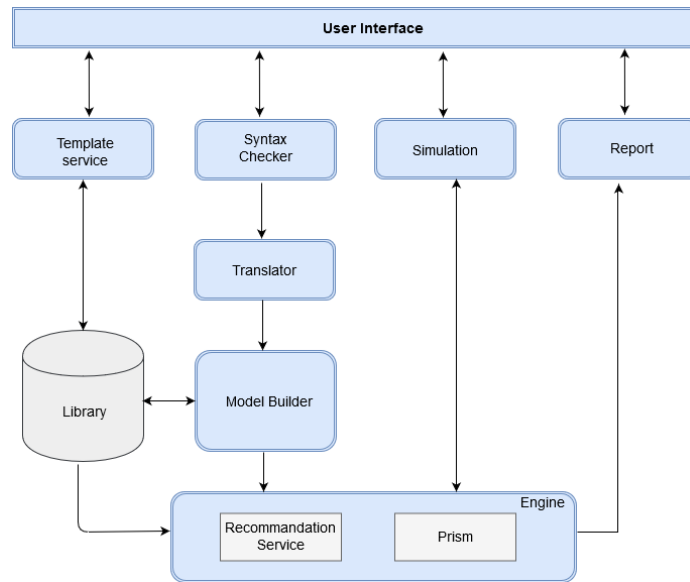 User Interface
Template
service
Syntax
Checker
Simulation
Report
Translator
Library
Model Builder
Engine
Recommandation
Service
Prism